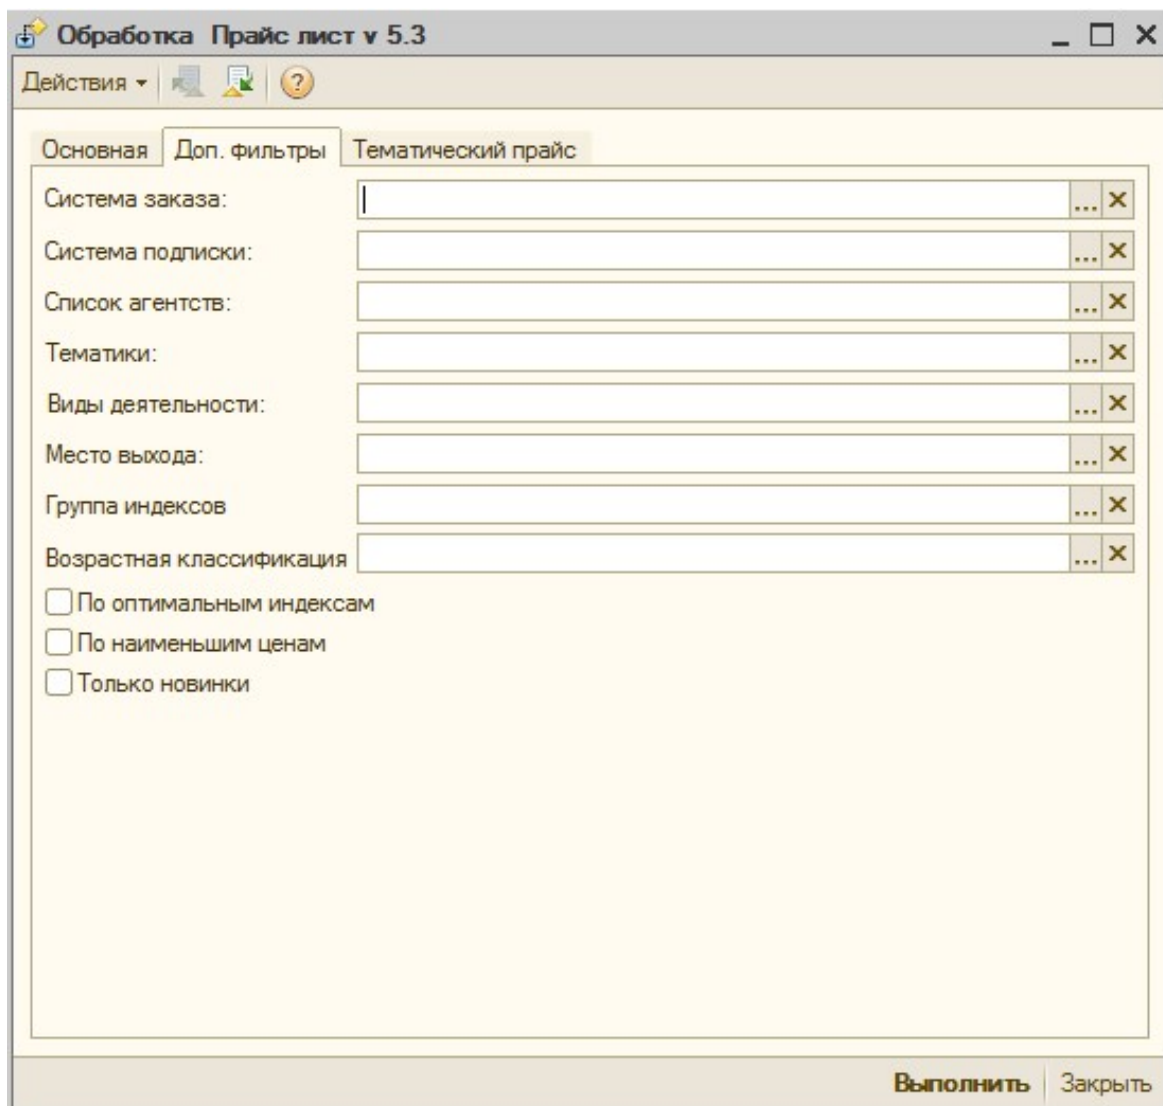 Обработка Прайс лист v 5.3
Действия
Основная Доп. фильтры Тематический прайс
Система заказа:
Система подписки:
Список агентств:
Тематики:
Виды деятельности:
Место выхода:
Группа индексов
Возрастная классификация
По оптимальным индексам
По наименьшим ценам
Только новинки
Выполнить Закрыть